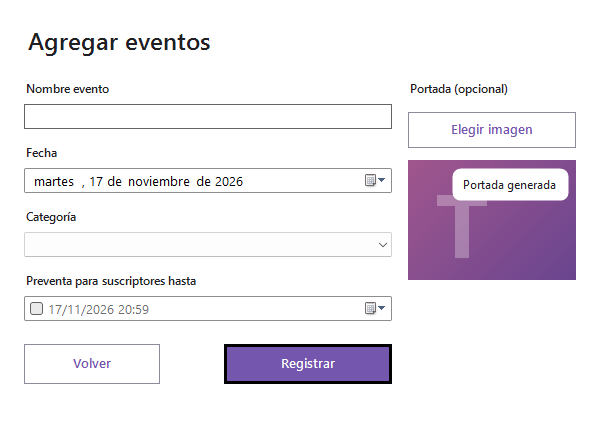 Agregar eventos
Nombre evento
Fecha
martes , 17 de noviembre de 2026
Categoría
Preventa para suscriptores hasta
17/11/2026 20:59
Volver
Registrar
Portada (opcional)
Elegir imagen
T
Portada generada